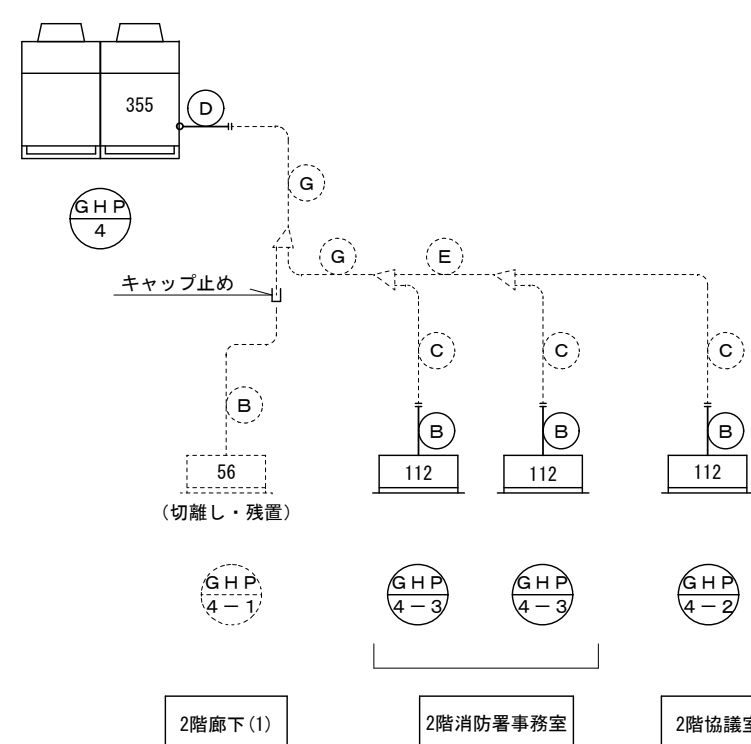 355
D
G
GHP
4
G
E
キャップ止め
C
C
C
B
B
B
B
56
112
112
112
(切離し・残置)
GHP
4-1
GHP
4-3
GHP
4-3
GHP
4-2
2階廊下(1)
2階消防署事務室
2階協議室